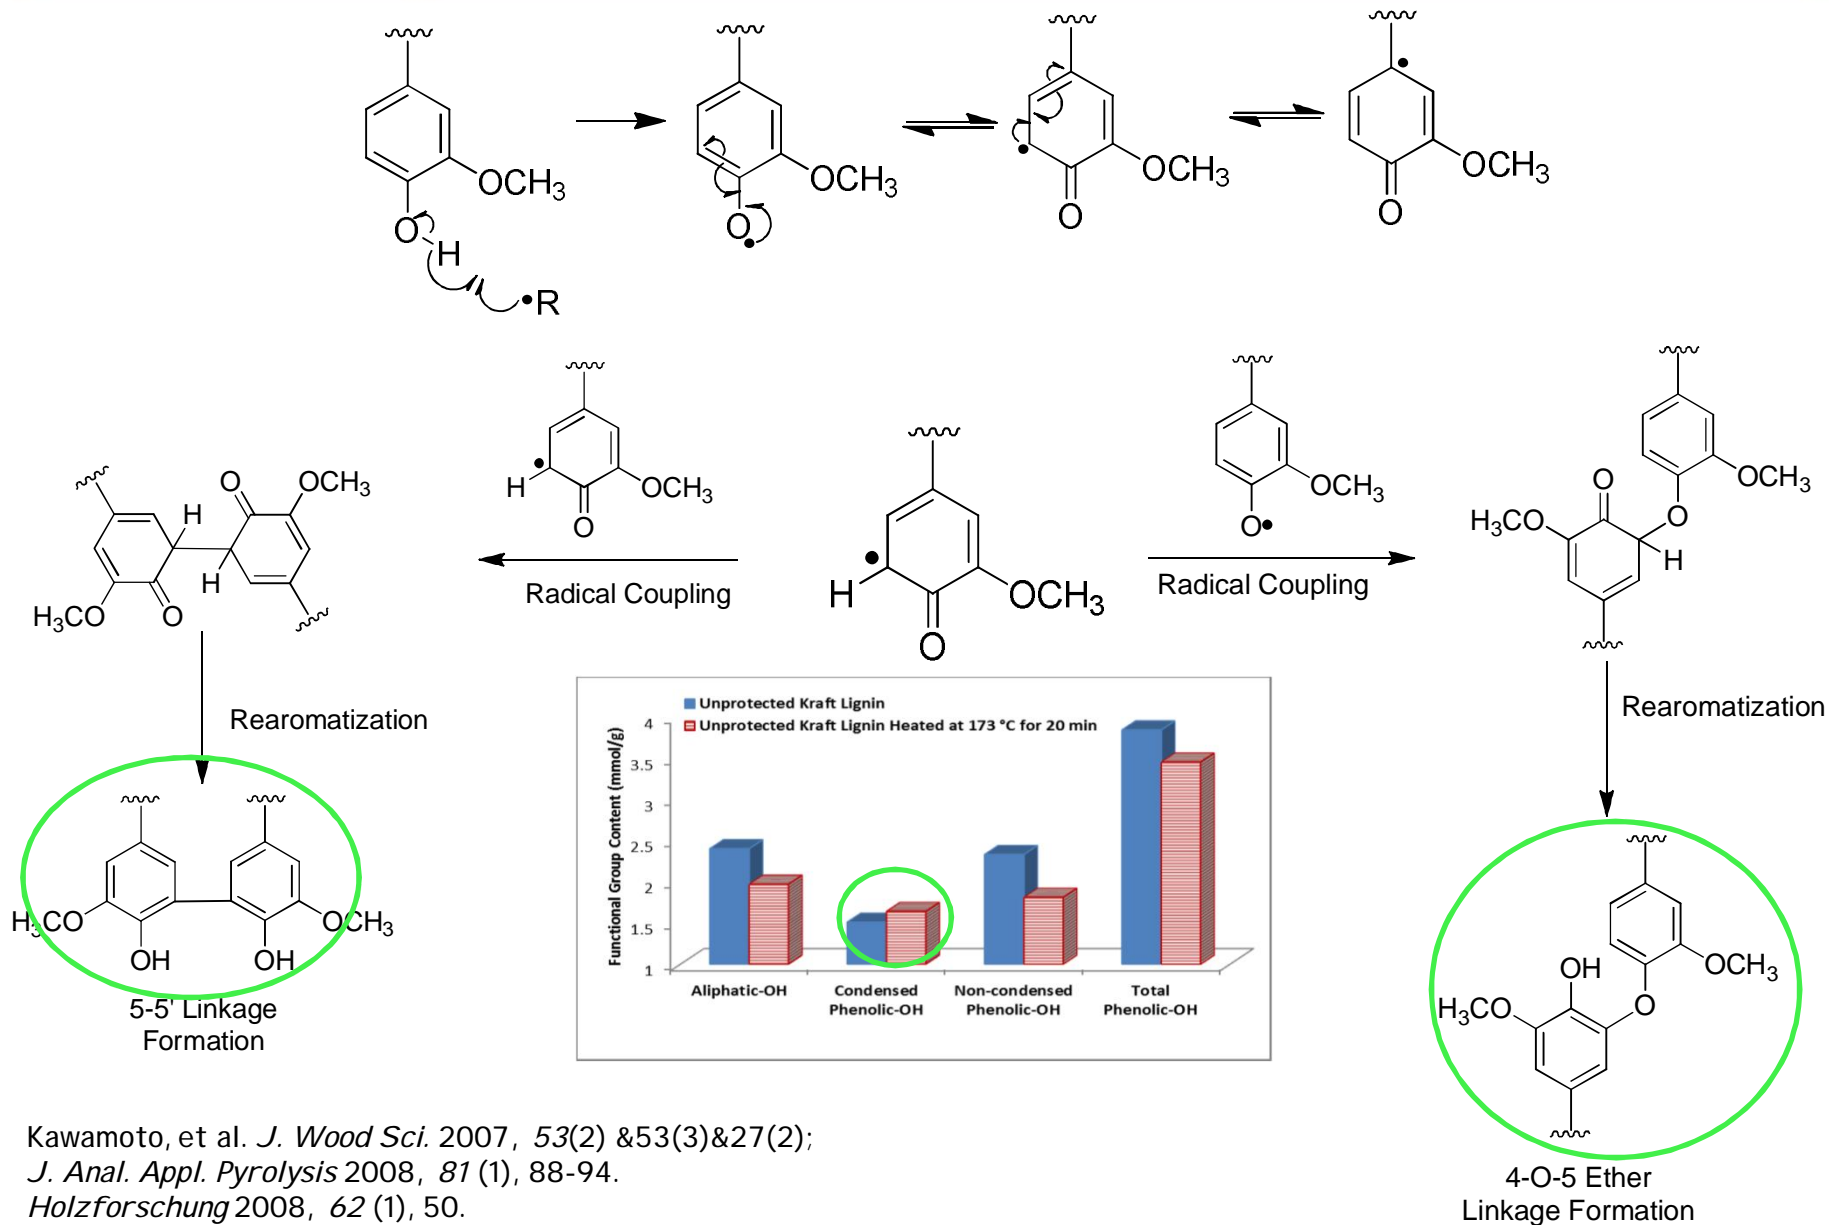 OCH3
O
H
•R
O•
OCH3
O
OCH3
O
OCH3
H
O
OCH3
Radical Coupling
H
O
OCH3
OCH3
O•
Radical Coupling
O
OCH3
H
H
H3CO
O
OCH3
O
O
H3CO
H
Rearomatization
Rearomatization
H3CO
OH
OH
OCH3
5-5' Linkage
Formation
Unprotected Kraft Lignin
Unprotected Kraft Lignin Heated at 173 °C for 20 min
Functional Group Content (mmol/g)
4
3.5
3
2.5
2
1.5
1
Aliphatic-OH
Condensed
Phenolic-OH
Non-condensed
Phenolic-OH
Total
Phenolic-OH
OH
OCH3
H3CO
O
4-O-5 Ether
Linkage Formation
Kawamoto, et al. J. Wood Sci. 2007, 53(2) &53(3)&27(2);
J. Anal. Appl. Pyrolysis 2008, 81 (1), 88-94.
Holzforschung 2008, 62 (1), 50.